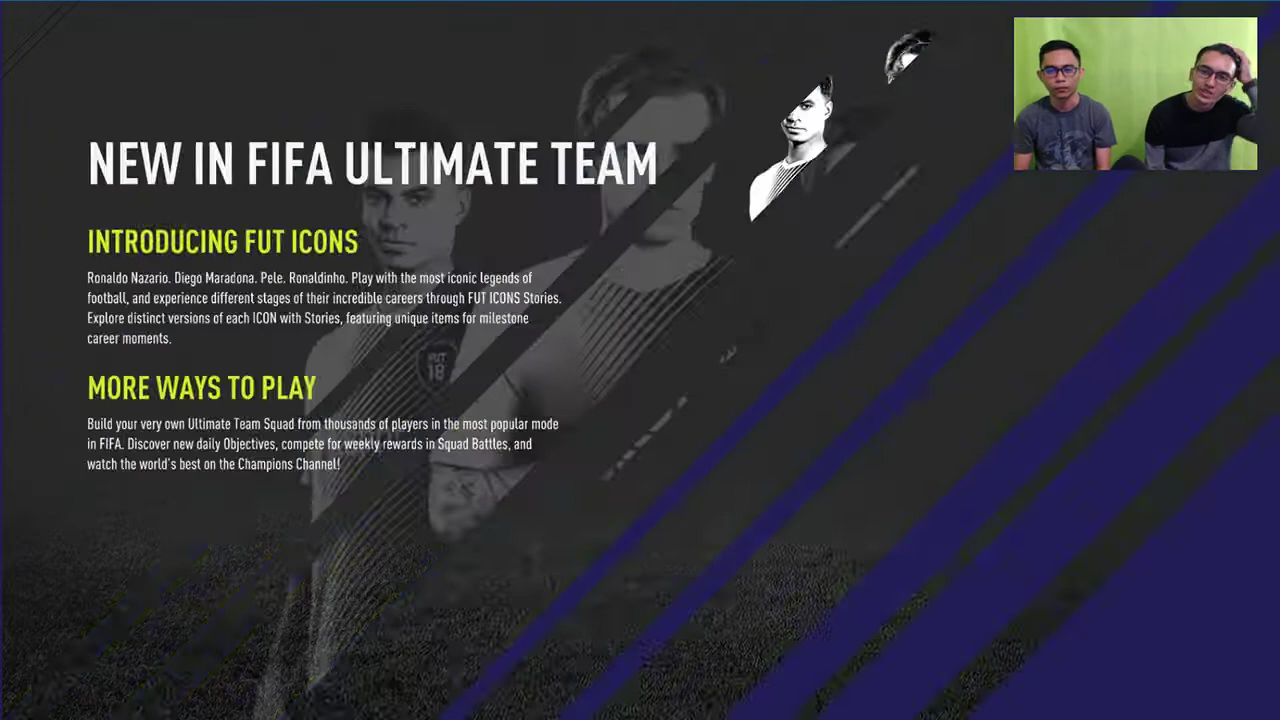 NEW IN FIFA ULTIMATE TEAM
INTRODUCING FUT ICONS
Ronaldo Nazario. Diego Maradona. Pele. Ronaldinho. Play with the most iconic legends of
football, and experience different stages of their incredible careers through FUT ICONS Stories.
Explore distinct versions of each ICON with Stories, featuring unique items for milestone
career moments.
FUT
18
MORE WAYS TO PLAY
Build your very own Ultimate Team Squad from thousands of players in the most popular mode
in FIFA. Discover new daily Objectives, compete for weekly rewards in Squad Battles, and
watch the world's best on the Champions Channel!